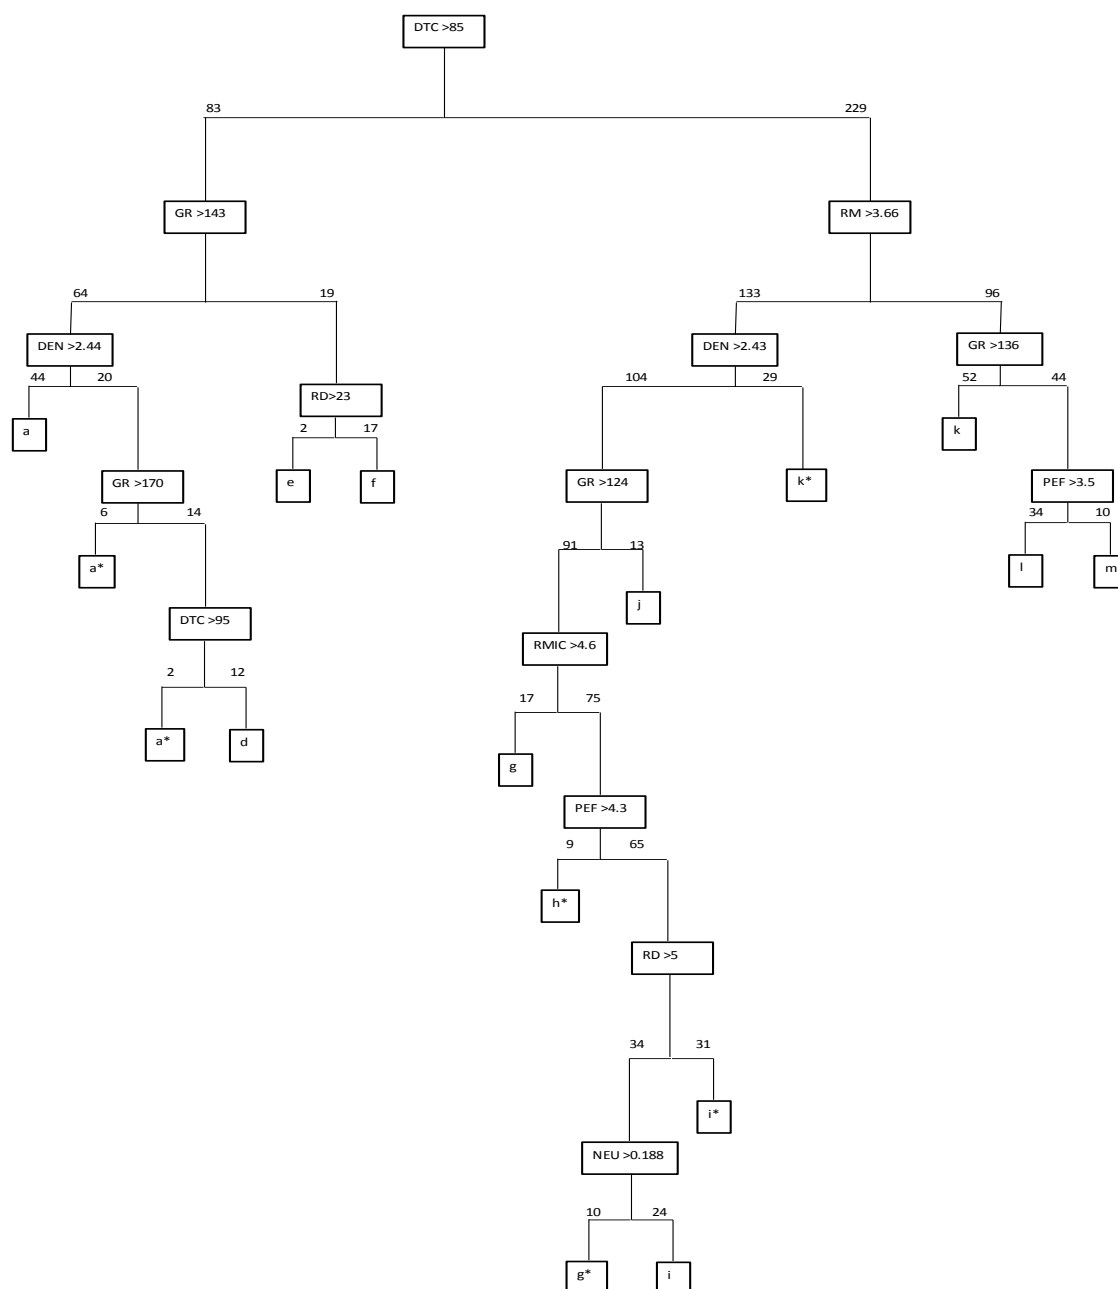 DTC >85
83 229
GR >143 RM >3.66
64 19 133 96
DEN >2.44 DEN >2.43 GR >136
44 20 RD>23 104 29 52 44
a 2 17 k
GR >170 e f GR >124 k* PEF >3.5
6 14 34 10
a* 91 13 l m
DTC >95 j
2 12 RMIC >4.6
a* d 17 75
g
PEF >4.3
9 65
h*
RD >5
34 31
i*
NEU >0.188
10 24
g* i